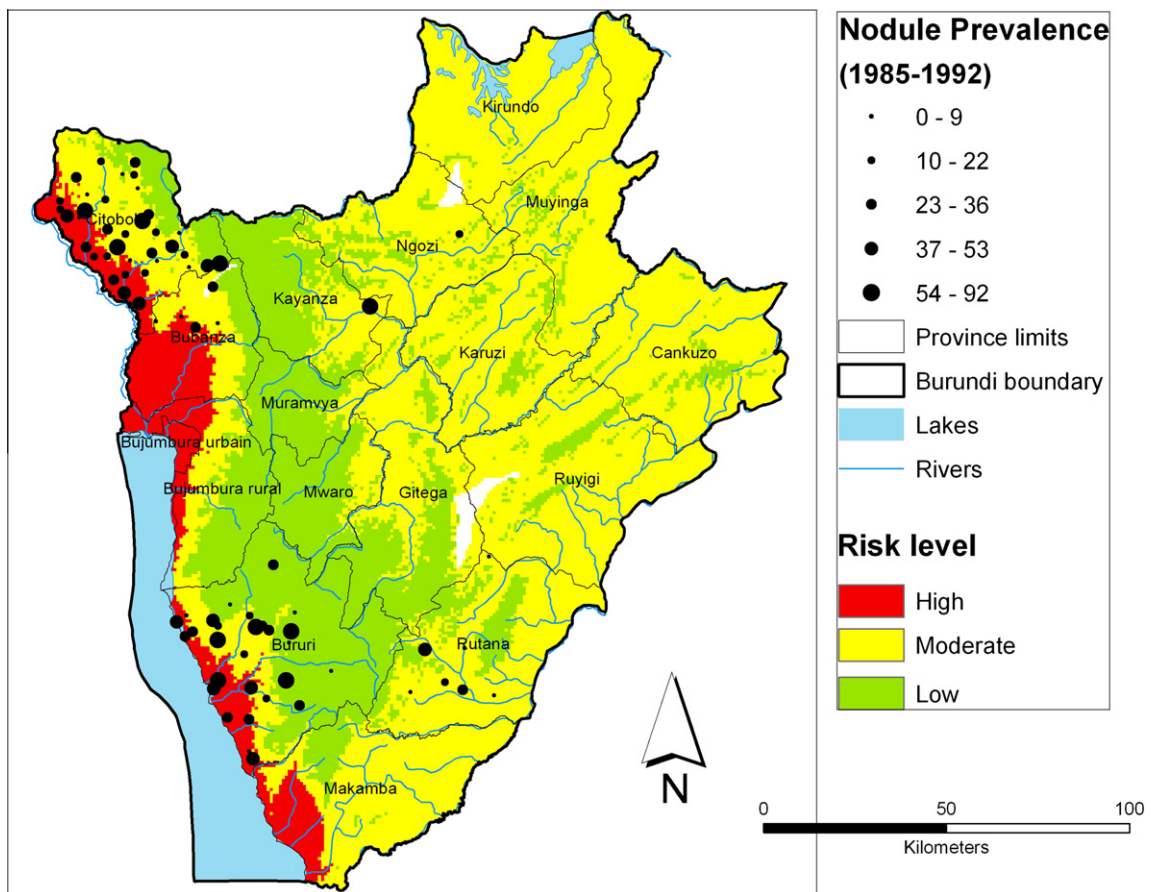 Nodule Prevalence
(1985-1992)
0 - 9
10 - 22
23 - 36
37 - 53
54 - 92
Province limits
Burundi boundary
Lakes
Rivers
Risk level
High
Moderate
Low
Kirundo
Muyinga
Citobok
Ngozi
Kayanza
Bubanza
Karuzi
Cankuzo
Muramvya
Bujumbura urbain
Bujumbura rural
Mwaro
Gitega
Ruyigi
Bururi
Rutana
Makamba
N
0
50
100
Kilometers